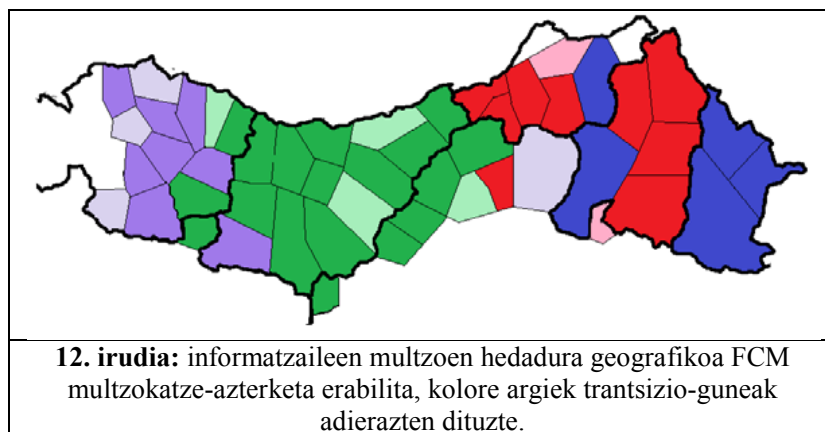 12. irudia: informatzaileen multzoen hedadura geografikoa FCM
multzokatze-azterketa erabilita, kolore argiek trantsizio-guneak
adierazten dituzte.